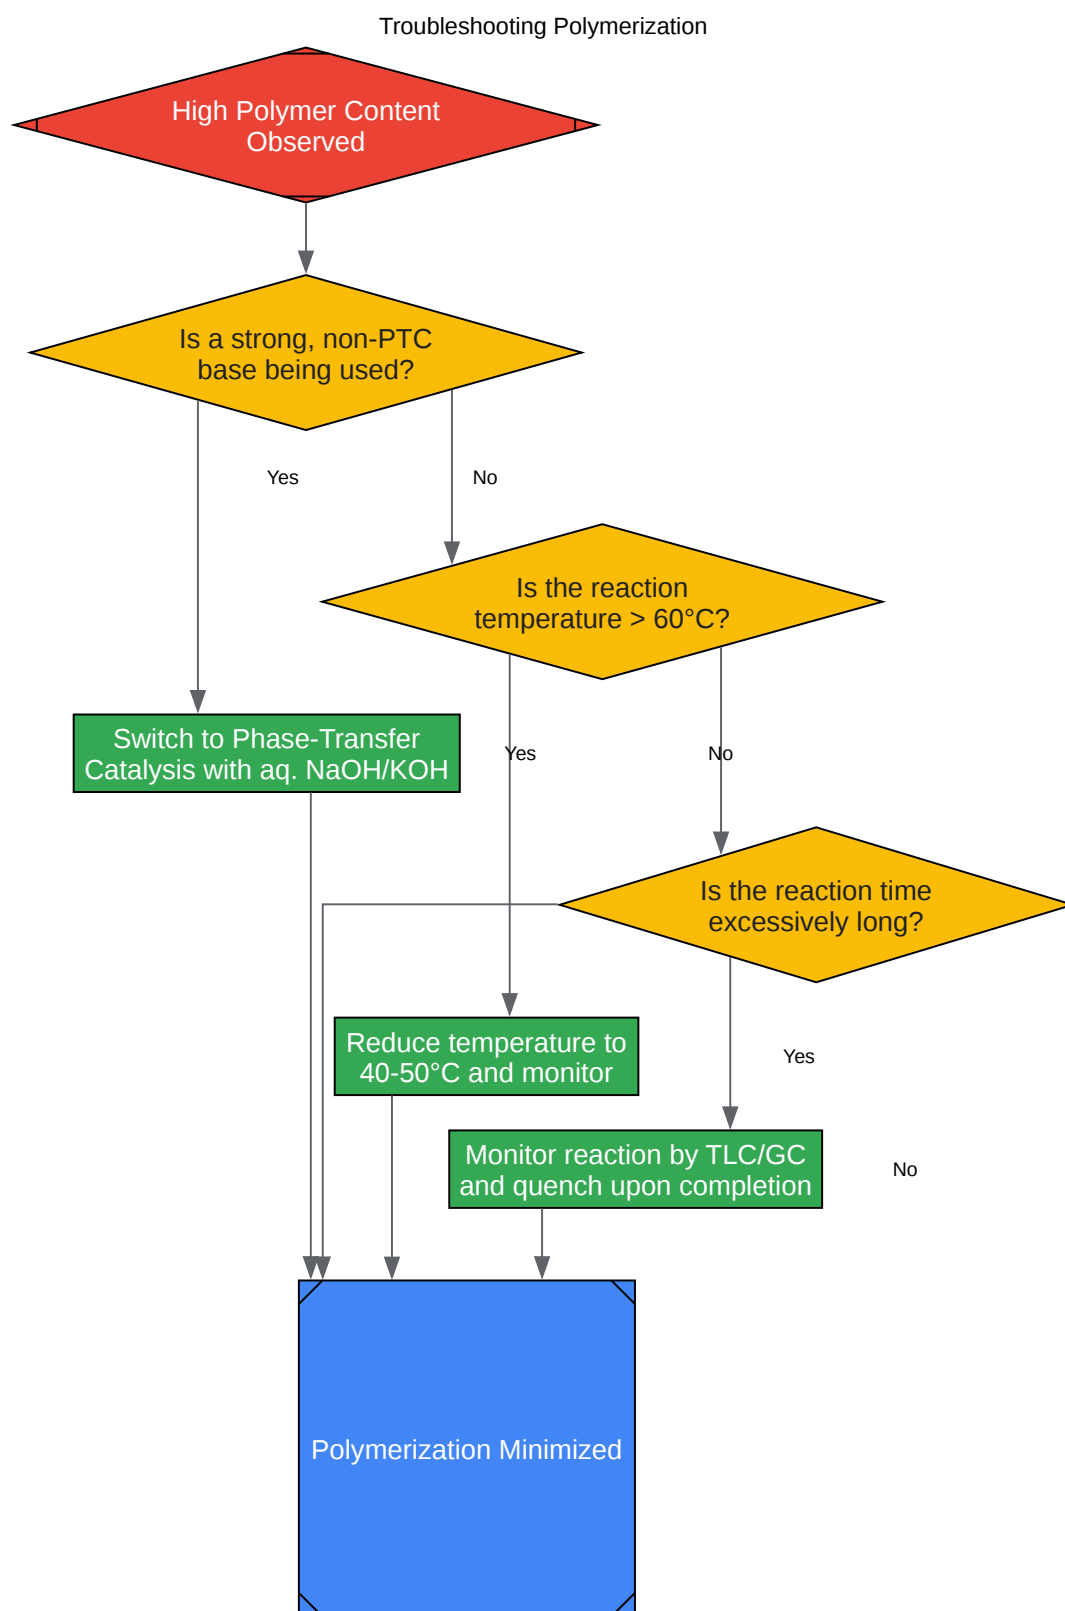 Troubleshooting Polymerization
High Polymer Content
Observed
Is a strong, non-PTC
base being used?
Yes
No
Is the reaction
temperature > 60°C?
Switch to Phase-Transfer
Catalysis with aq. NaOH/KOH
Yes
No
Is the reaction time
excessively long?
Reduce temperature to
40-50°C and monitor
Yes
Monitor reaction by TLC/GC
and quench upon completion
No
Polymerization Minimized